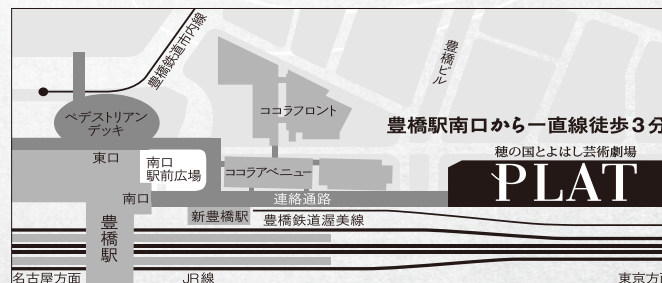 豊橋鉄道市内線
豊橋ビル
ペデストリアン
デッキ
ココラフロント
豊橋駅南口から一直線徒歩3分
東口
南口
駅前広場
ココラアベニュー
穂の国とよはし芸術劇場
PLAT
南口
連絡通路
新豊橋駅
豊橋鉄道渥美線
豊橋駅
名古屋方面
JR線
東京方面